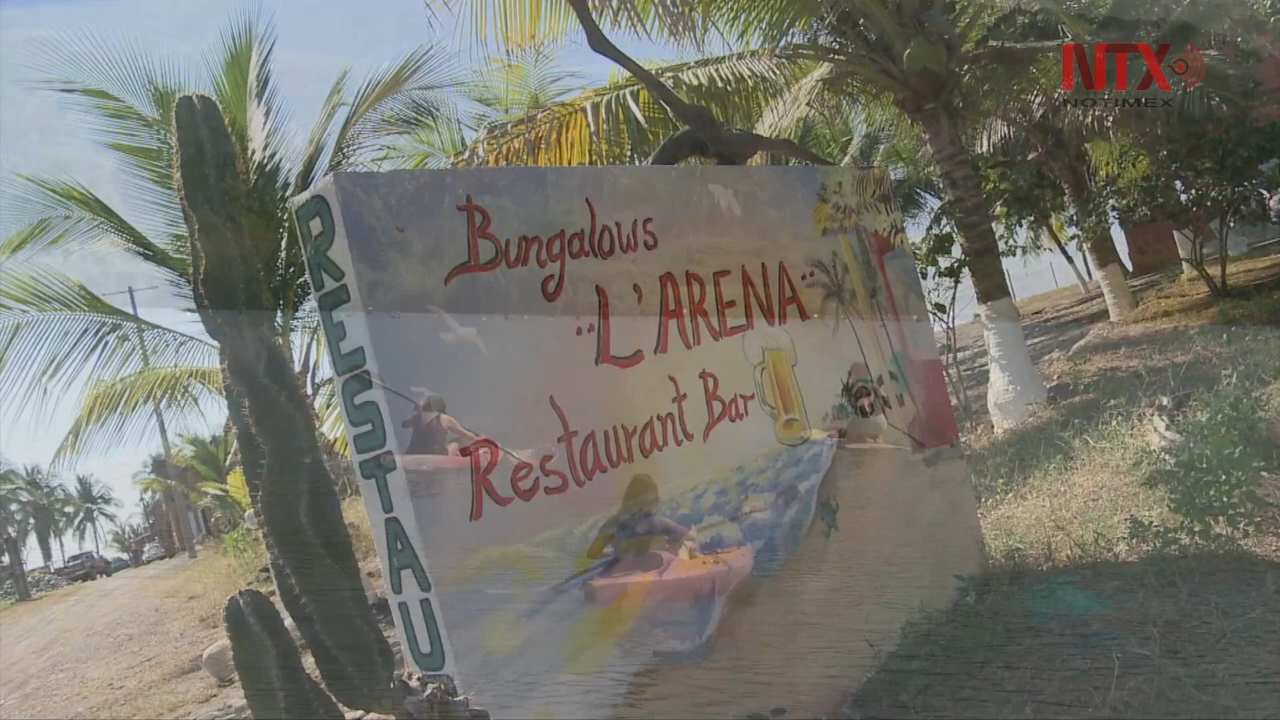 NTX
NOTIMEX
RESTAU
Bungalows
¨L'ARENA¨
Restaurant Bar